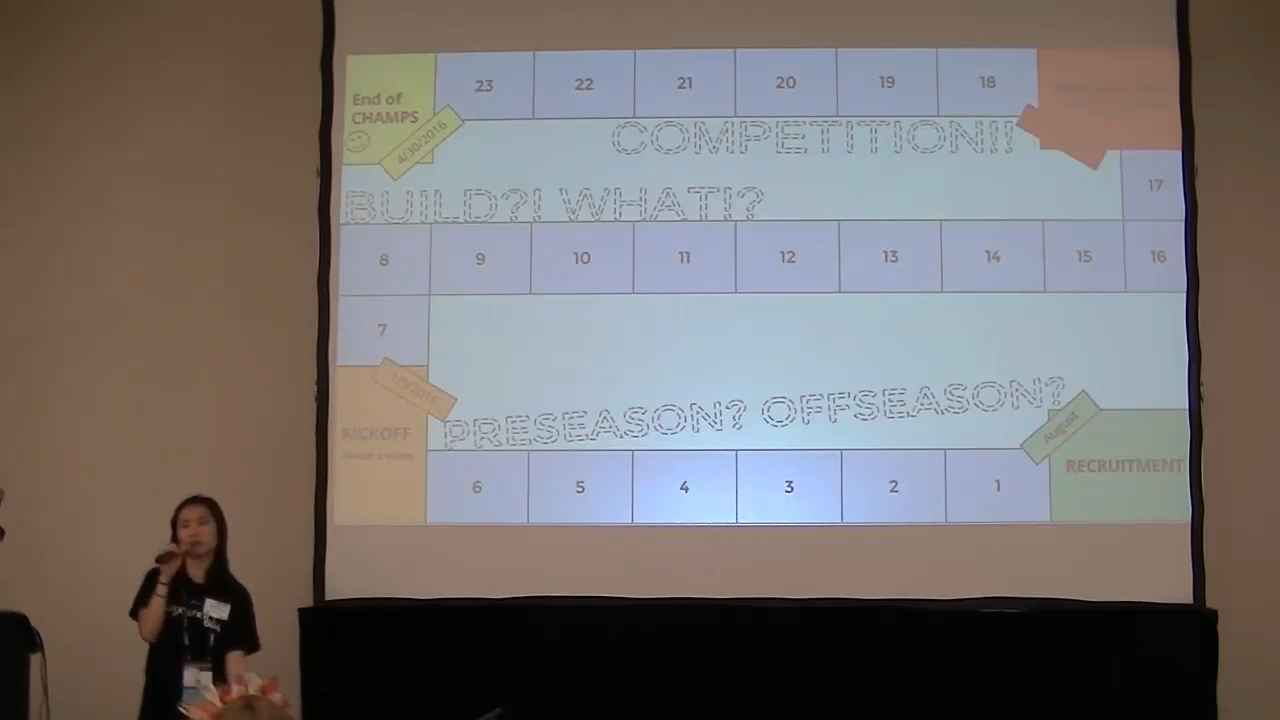 End of
CHAMPS
4/30/2016
23 22 21 20 19 18
COMPETITION!!
17
BUILD?! WHAT!?
8 9 10 11 12 13 14 15 16
7
PRESEASON? OFFSEASON?
August
KICKOFF
RECRUITMENT
6 5 4 3 2 1